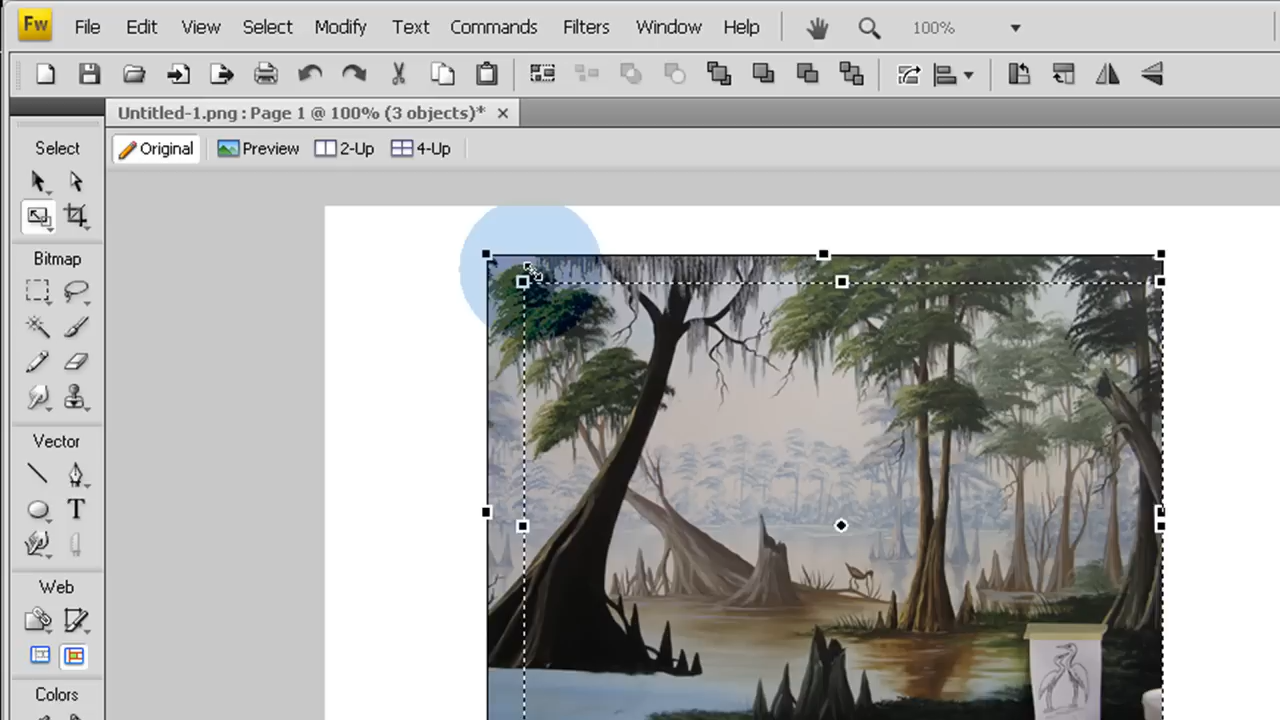 Fw File Edit View Select Modify Text Commands Filters Window Help 100%
Untitled-1.png : Page 1 @ 100% (3 objects)* ×
Select Original Preview 2-Up 4-Up
Bitmap
Vector
T
Web
Colors